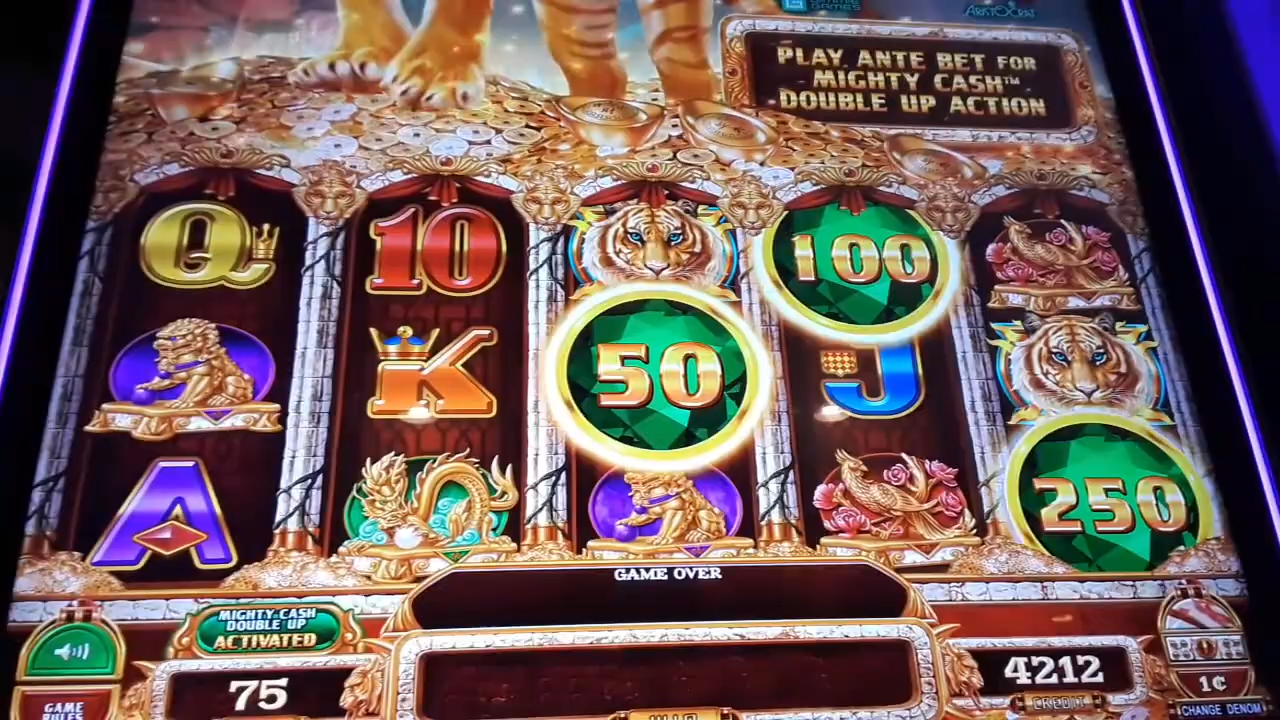 ARISTOCRAT
PLAY ANTE BET FOR
MIGHTY CASH™
DOUBLE UP ACTION
Q
10
100
K
50
J
A
250
GAME OVER
MIGHTY CASH
DOUBLE UP
ACTIVATED
75
4212
CREDIT
1¢
CHANGE DENOM
GAME
RULES